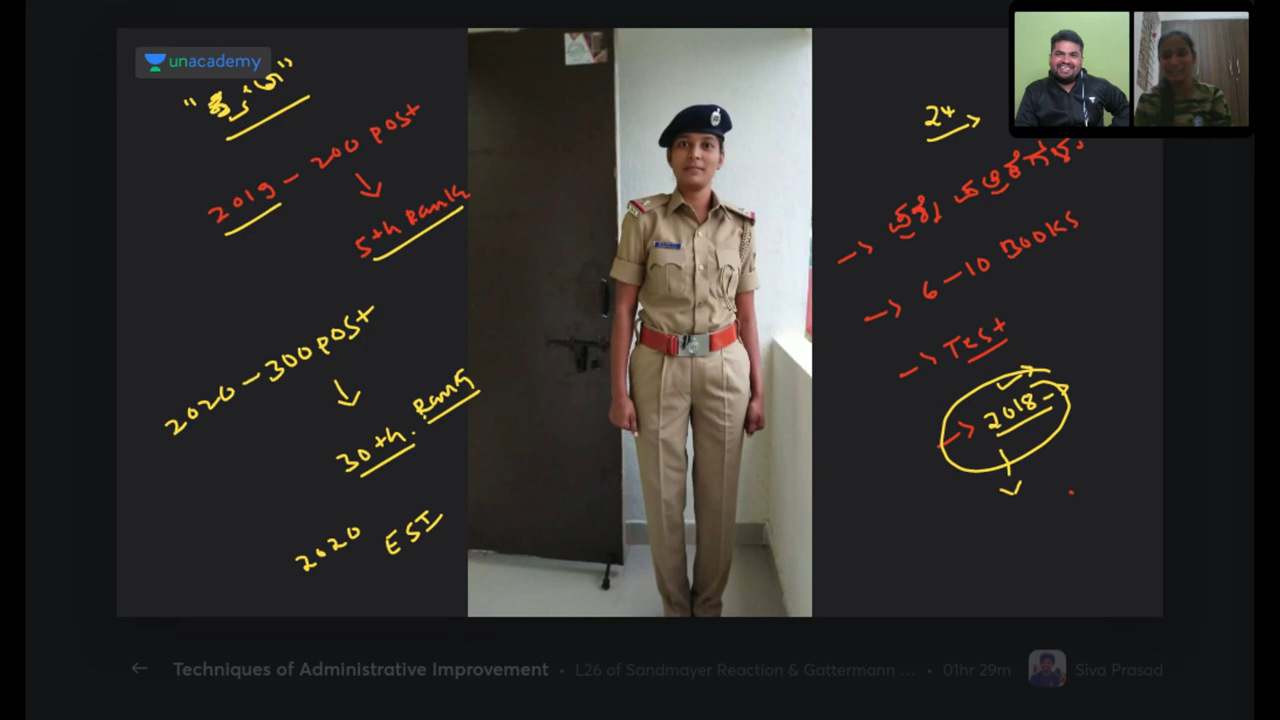 unacademy
2019 - 200 post
5th Rank
2020 - 300 post
30th. Rank
2020 ESI
24
→ 6-10 Books
→ Test
→ 2018 -
Techniques of Administrative Improvement • L26 of Sandmayer Reaction & Gattermann ... • 01hr 29m Siva Prasad